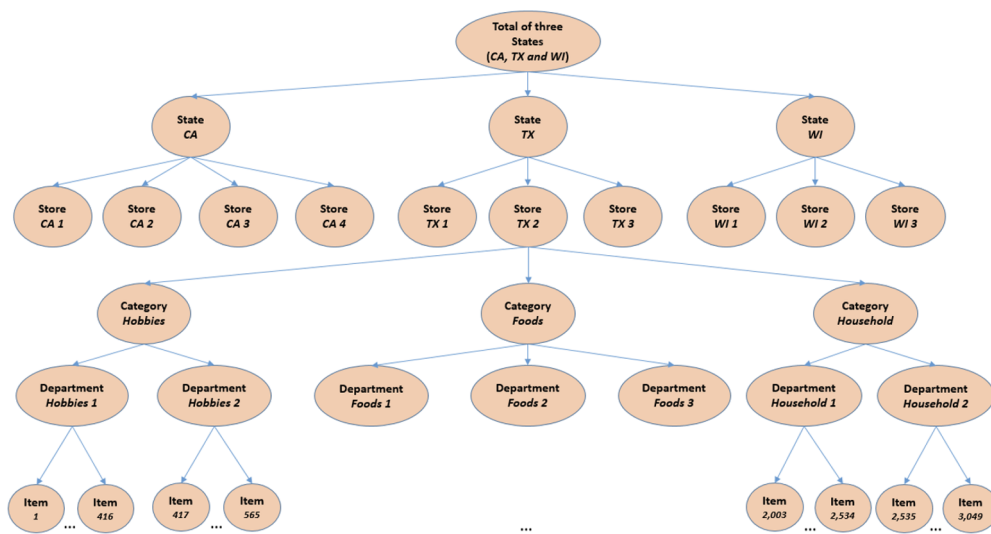 Total of three
States
(CA, TX and WI)
State
CA
State
TX
State
WI
Store
CA 1
Store
CA 2
Store
CA 3
Store
CA 4
Store
TX 1
Store
TX 2
Store
TX 3
Store
WI 1
Store
WI 2
Store
WI 3
Category
Hobbies
Category
Foods
Category
Household
Department
Hobbies 1
Department
Hobbies 2
Department
Foods 1
Department
Foods 2
Department
Foods 3
Department
Household 1
Department
Household 2
Item
1
...
Item
416
Item
417
...
Item
565
...
Item
2,003
...
Item
2,534
Item
2,535
...
Item
3,049